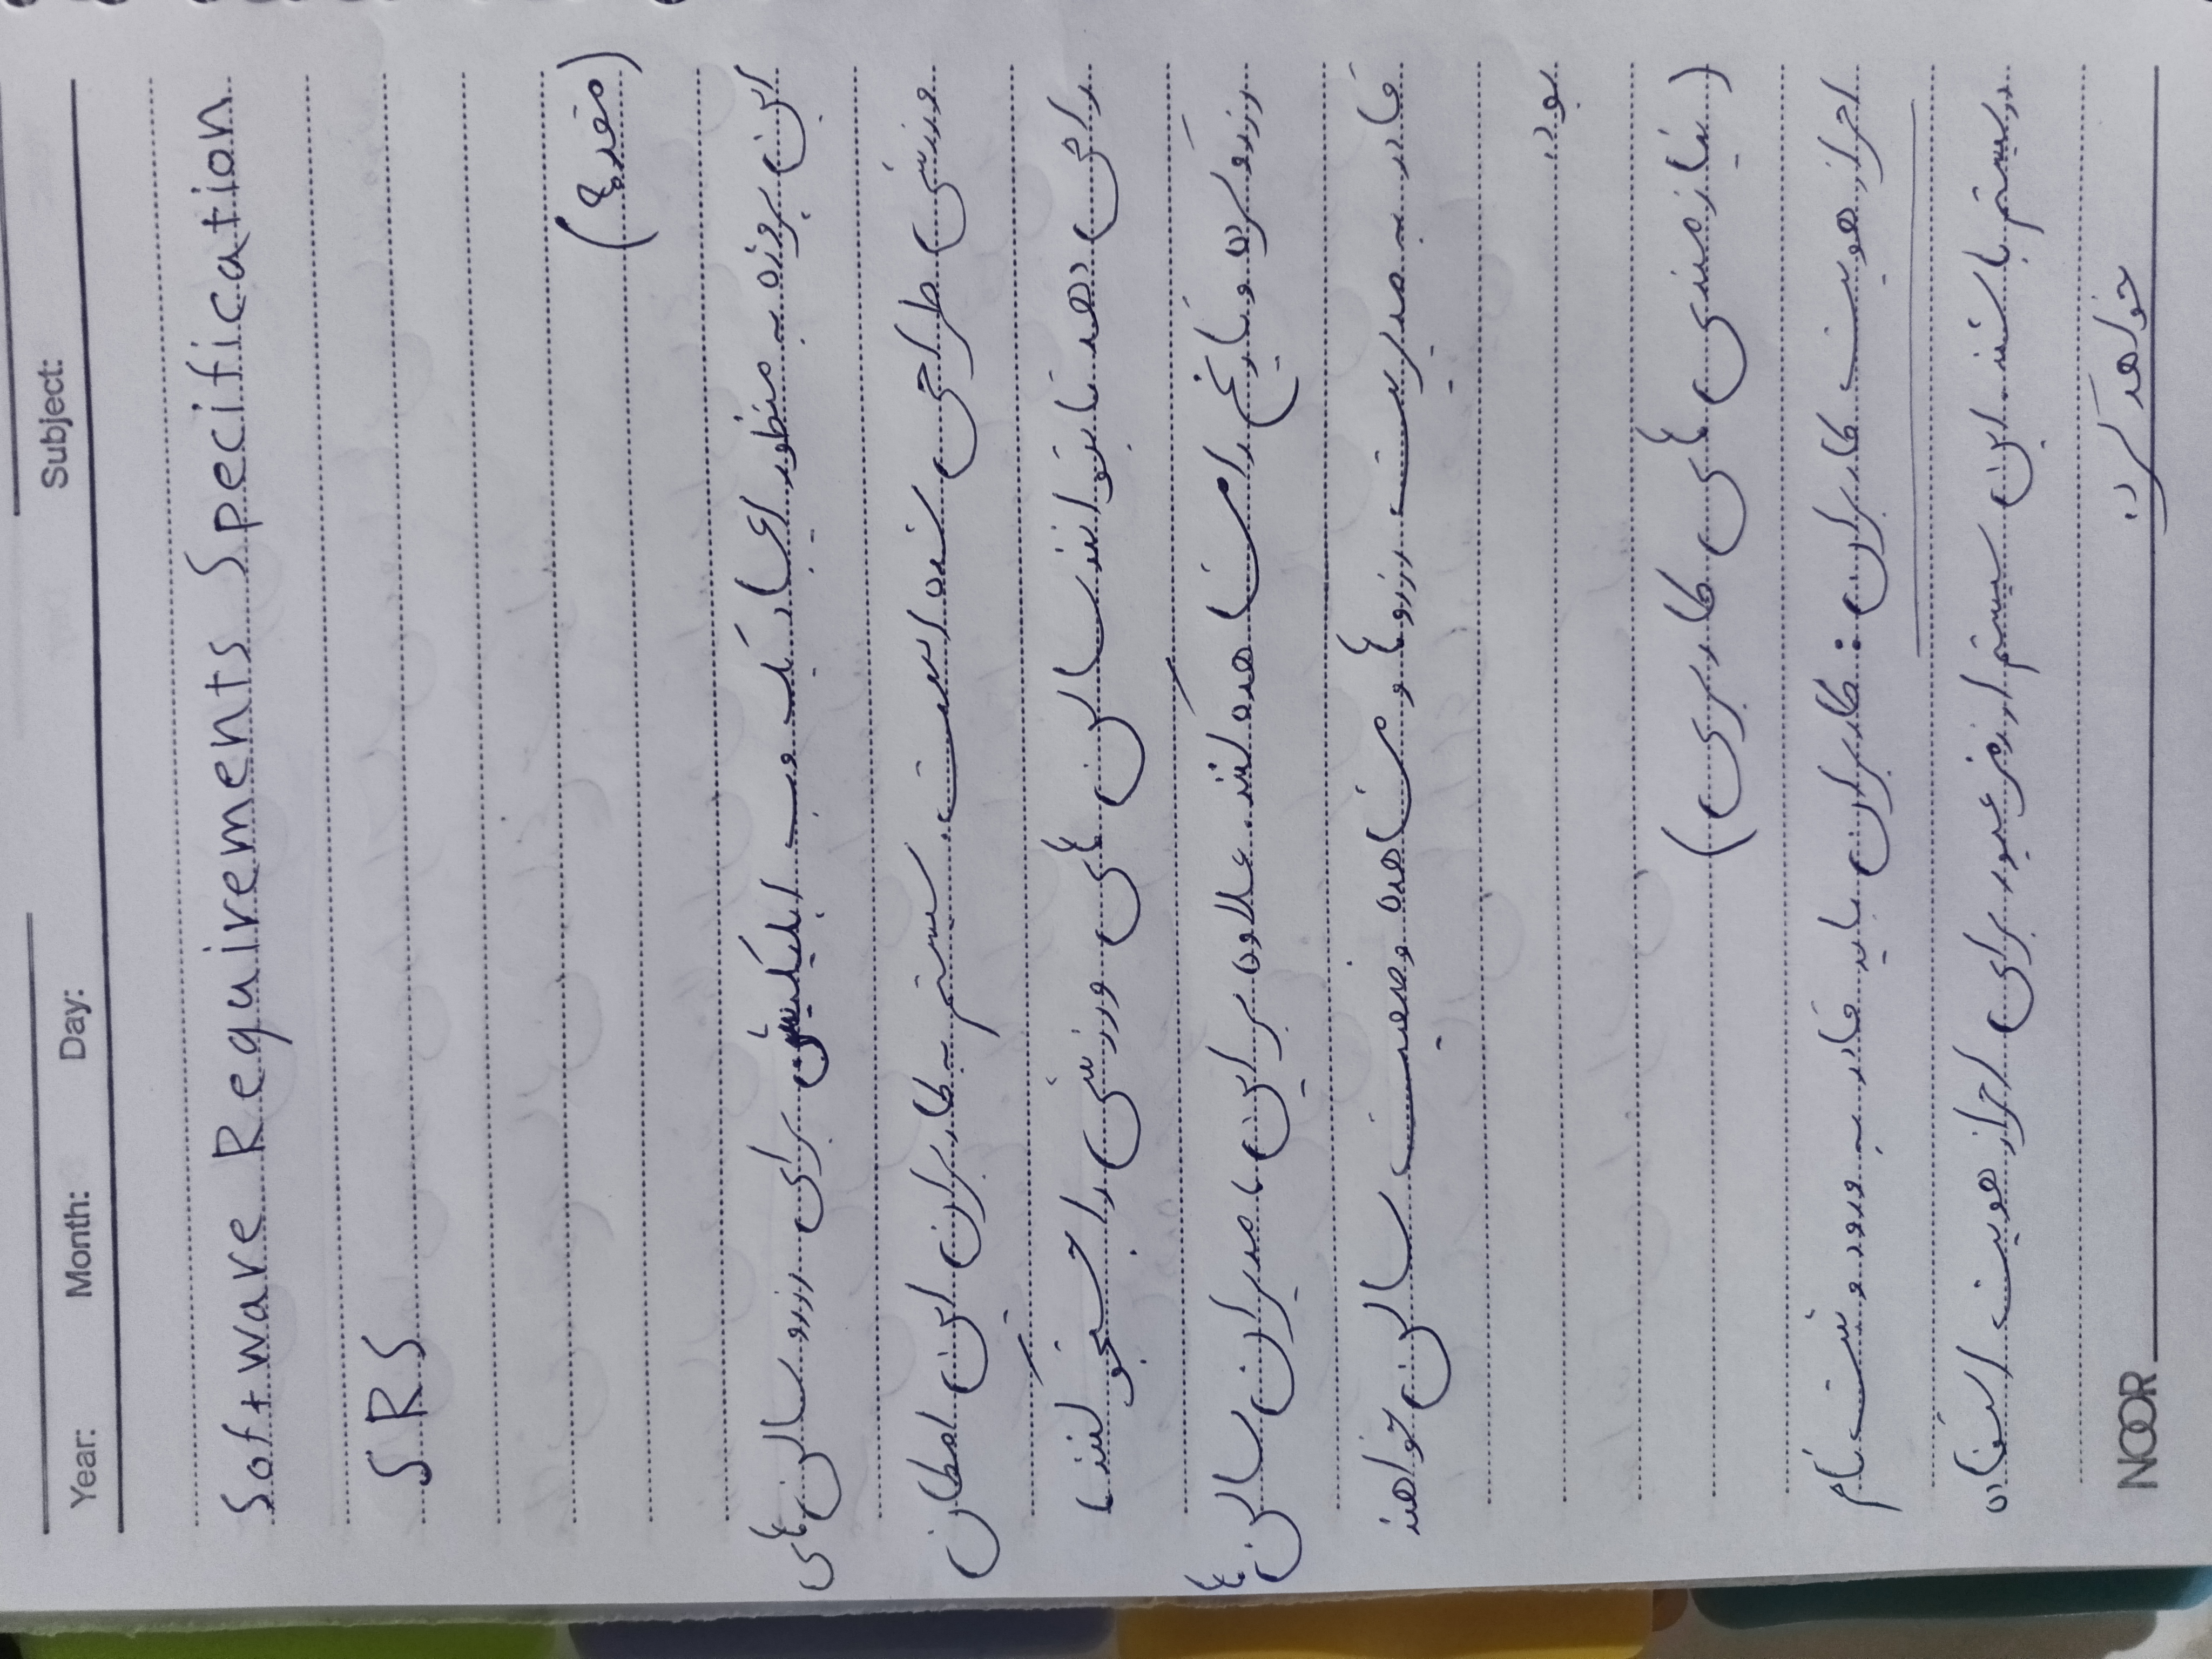 Year: Month: Day: Subject:
Software Requirements Specification
SRS
(مقدمه)
این پروژه به منظور ایجاد یک وب اپلیکیشن برای رزرو سالن‌های
ورزشی طراحی شده است. سیستم به کاربران این امکان
را می دهد تا بتوانند سالن های ورزشی را جستجو کنند،
رزرو کرده و تاریخ را مشاهده کنند. علاوه بر این، مدیران سالن‌ها
قادر به مدیریت رزروها و مشاهده وضعیت سالن خواهند
بود.
(نیازمندی های کاربری)
احراز هویت کاربران: کاربران باید قادر به ورود و ثبت نام
در سیستم باشند. این سیستم از رمز عبور برای احراز هویت استفاده
خواهد کرد.
NOOR